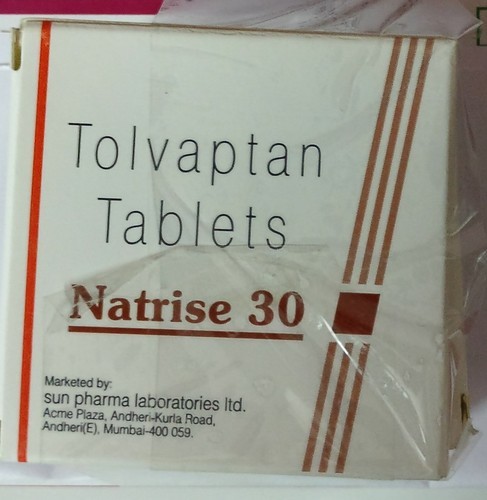 Tolvaptan
Tablets
Natrise 30
Marketed by:
sun pharma laboratories ltd.
Acme Plaza, Andheri-Kurla Road,
Andheri(E), Mumbai-400 059.